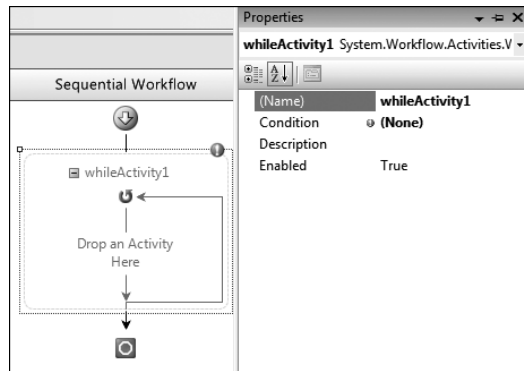 Sequential Workflow
whileActivity1
Drop an Activity
Here
Properties
whileActivity1 System.Workflow.Activities.V
(Name) whileActivity1
Condition (None)
Description
Enabled True